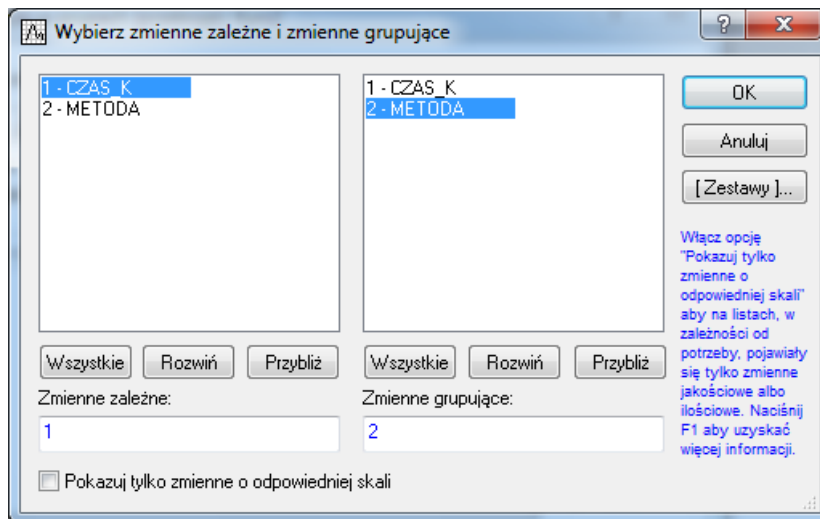 Wybierz zmienne zależne i zmienne grupujące
1 - CZAS_K
2 - METODA
1 - CZAS_K
2 - METODA
OK
Anuluj
[ Zestawy ]...
Włącz opcję
"Pokazuj tylko
zmienne o
odpowiedniej skali"
aby na listach, w
zależności od
potrzeby, pojawiały
się tylko zmienne
jakościowe albo
ilościowe. Naciśnij
F1 aby uzyskać
więcej informacji.
Wszystkie Rozwiń Przybliż
Wszystkie Rozwiń Przybliż
Zmienne zależne:
1
Zmienne grupujące:
2
Pokazuj tylko zmienne o odpowiedniej skali